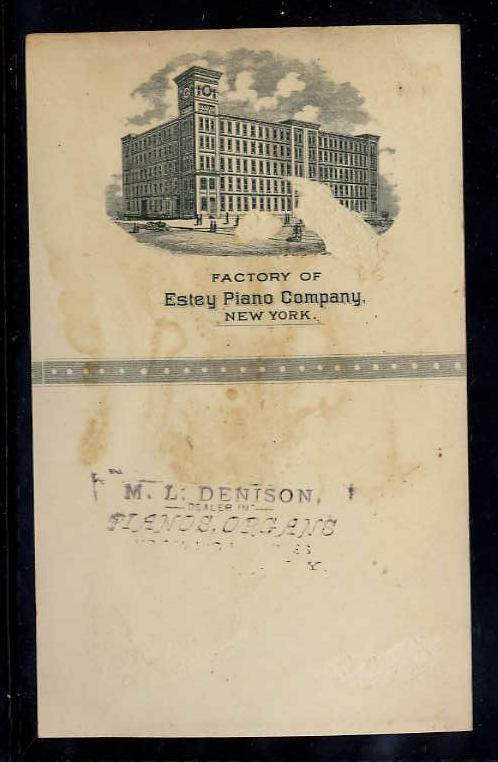 FACTORY OF
Estey Piano Company,
NEW YORK.
M. L. DENISON,
DEALER IN
PIANOS, ORGANS
Y.